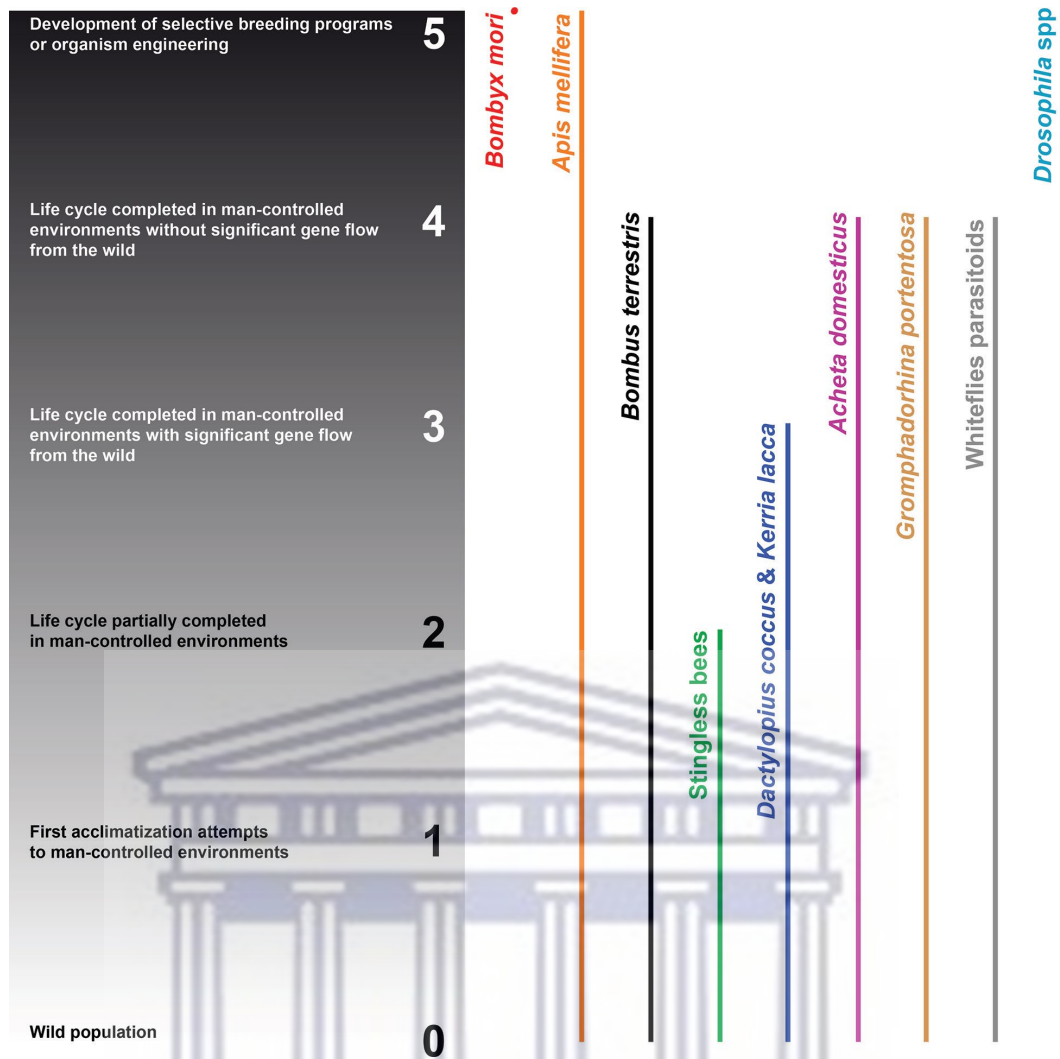 Development of selective breeding programs
or organism engineering
5
Life cycle completed in man-controlled
environments without significant gene flow
from the wild
4
Life cycle completed in man-controlled
environments with significant gene flow
from the wild
3
Life cycle partially completed
in man-controlled environments
2
First acclimatization attempts
to man-controlled environments
1
Wild population
0
Bombyx mori
Apis mellifera
Bombus terrestris
Stingless bees
Dactylopius coccus & Kerria lacca
Acheta domesticus
Gromphadorhina portentosa
Whiteflies parasitoids
Drosophila spp